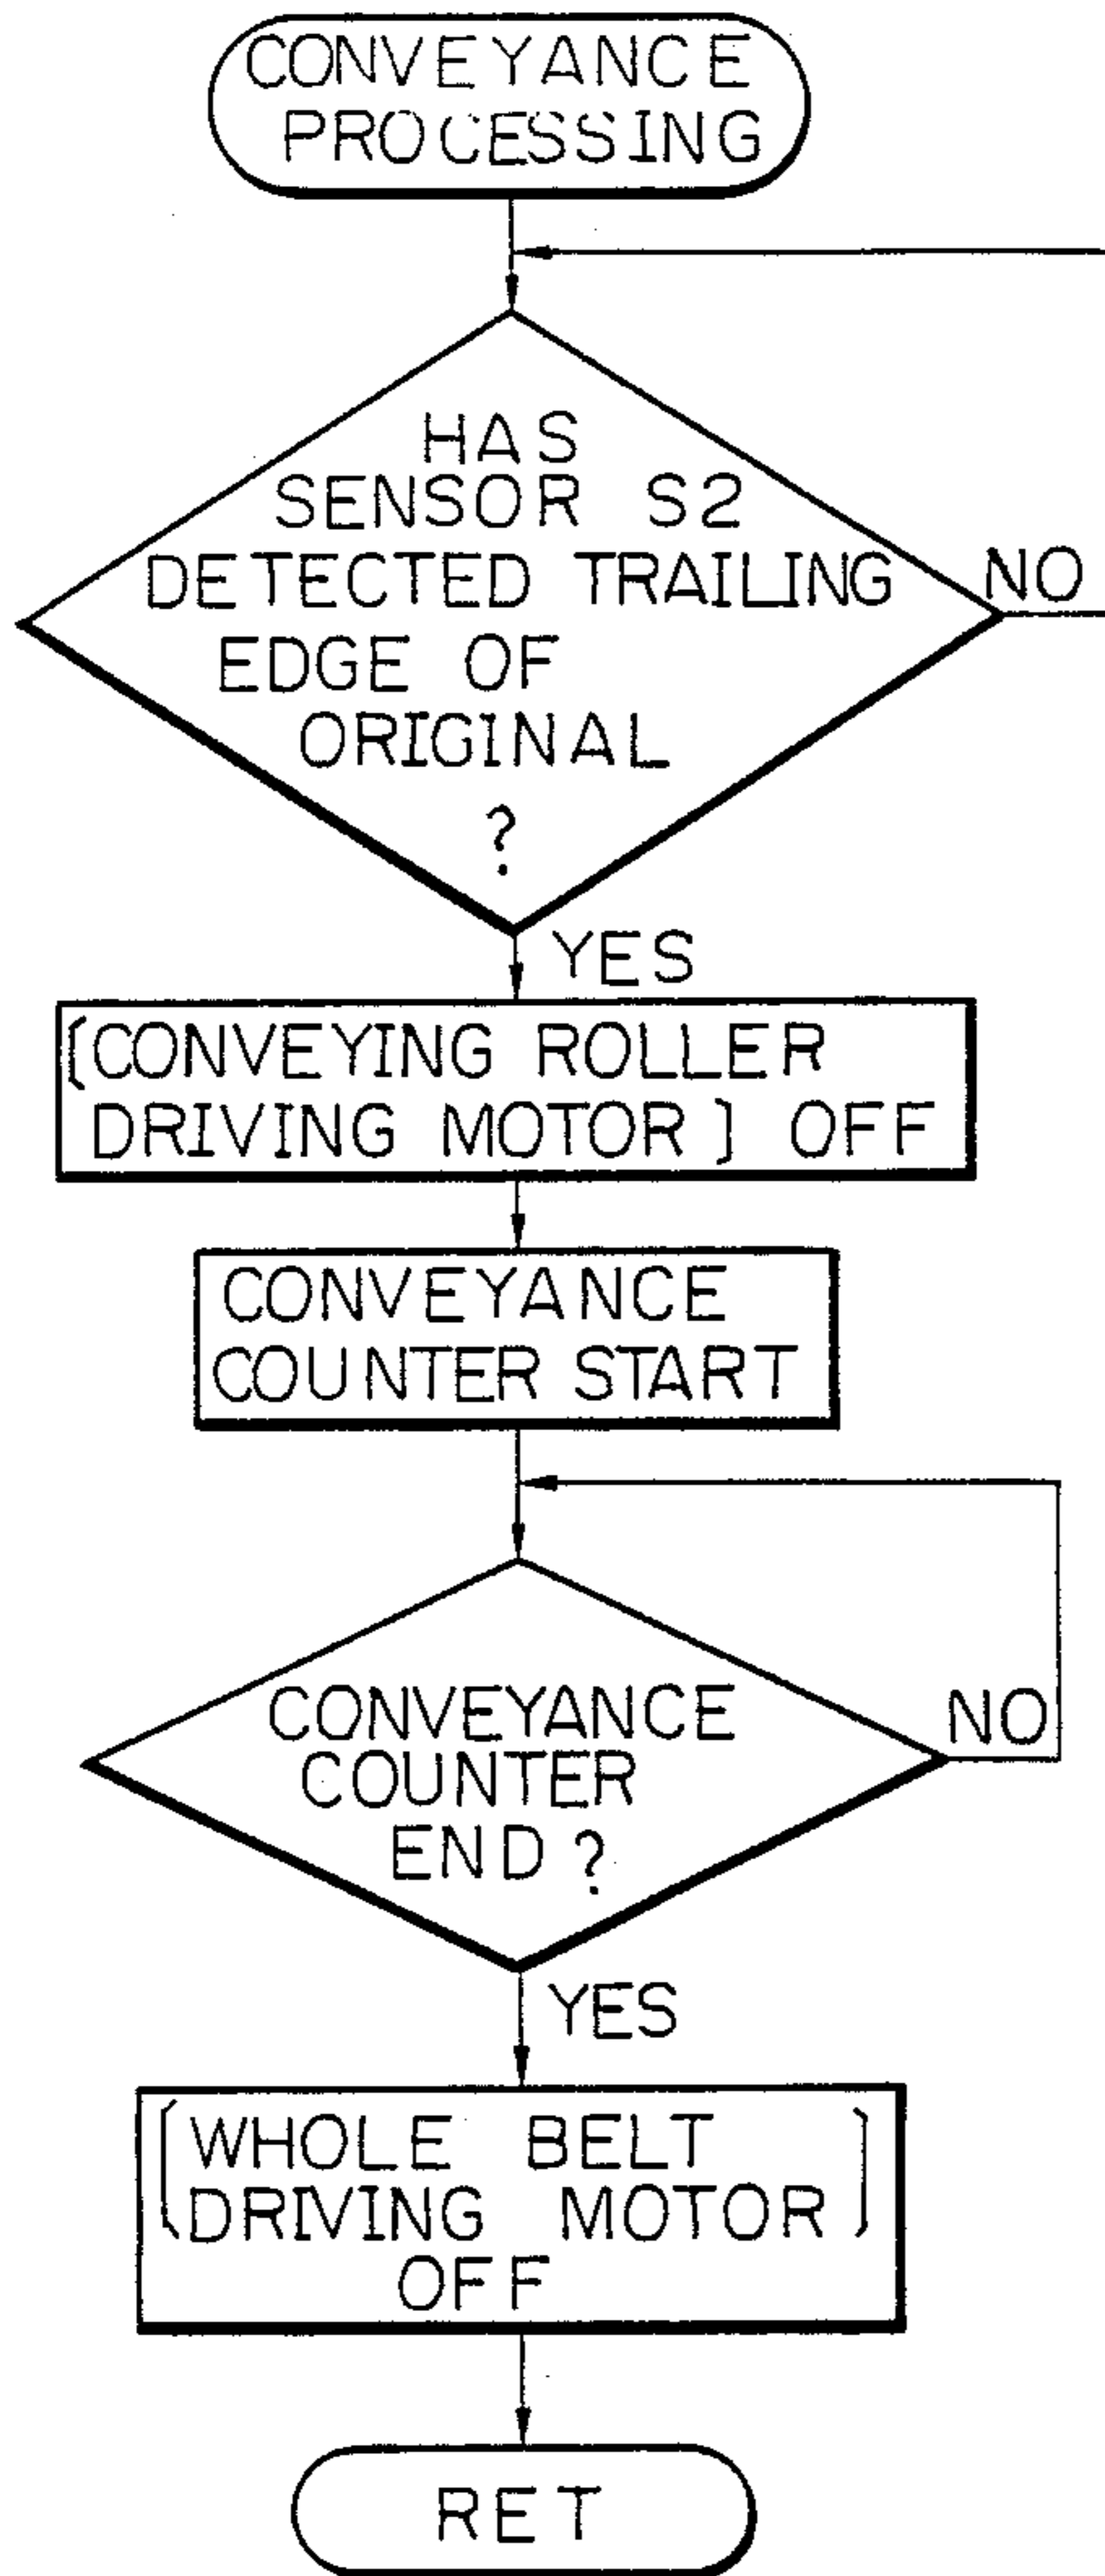 CONVEYANCE
PROCESSING
HAS
SENSOR S2
DETECTED TRAILING
EDGE OF
ORIGINAL
?
NO
YES
[CONVEYING ROLLER
DRIVING MOTOR] OFF
CONVEYANCE
COUNTER START
CONVEYANCE
COUNTER
END ?
NO
YES
[WHOLE BELT
DRIVING MOTOR]
OFF
RET